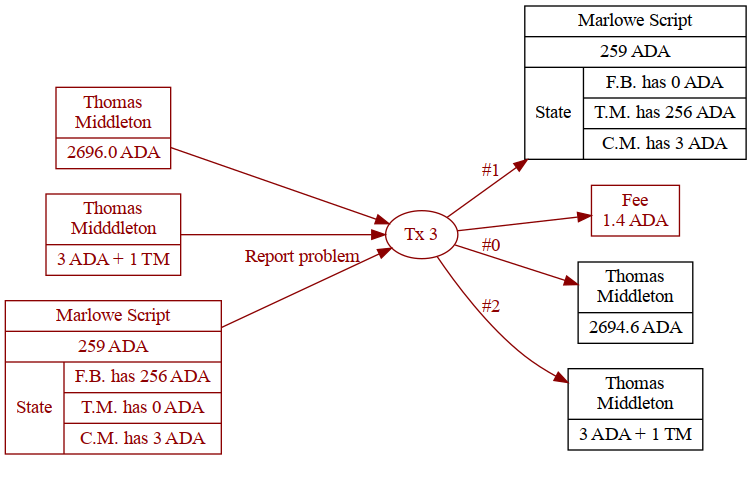 Thomas
Middleton
2696.0 ADA
Thomas
Midddleton
3 ADA + 1 TM
Marlowe Script
259 ADA
State
F.B. has 256 ADA
T.M. has 0 ADA
C.M. has 3 ADA
Report problem
Tx 3
#1
#0
#2
Marlowe Script
259 ADA
State
F.B. has 0 ADA
T.M. has 256 ADA
C.M. has 3 ADA
Fee
1.4 ADA
Thomas
Middleton
2694.6 ADA
Thomas
Middleton
3 ADA + 1 TM